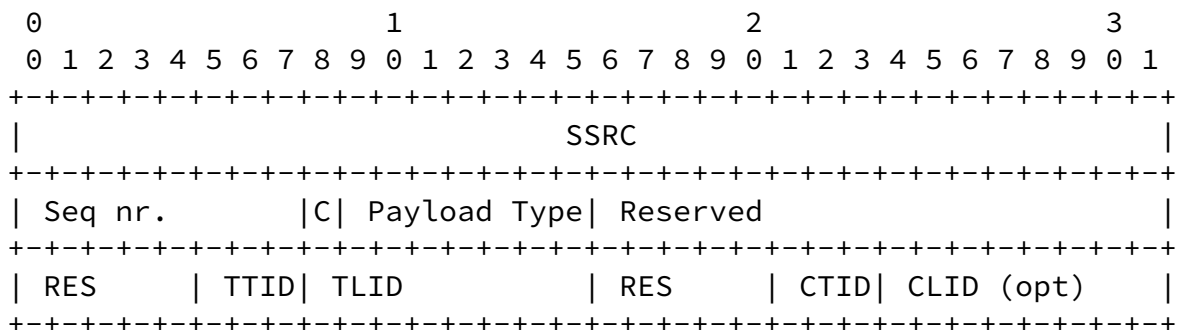 0                   1                   2                   3
 0 1 2 3 4 5 6 7 8 9 0 1 2 3 4 5 6 7 8 9 0 1 2 3 4 5 6 7 8 9 0 1
+-+-+-+-+-+-+-+-+-+-+-+-+-+-+-+-+-+-+-+-+-+-+-+-+-+-+-+-+-+-+-+-+
|                              SSRC                             |
+-+-+-+-+-+-+-+-+-+-+-+-+-+-+-+-+-+-+-+-+-+-+-+-+-+-+-+-+-+-+-+-+
| Seq nr.       |C| Payload Type| Reserved                      |
+-+-+-+-+-+-+-+-+-+-+-+-+-+-+-+-+-+-+-+-+-+-+-+-+-+-+-+-+-+-+-+-+
| RES     | TTID| TLID          | RES     | CTID| CLID (opt)    |
+-+-+-+-+-+-+-+-+-+-+-+-+-+-+-+-+-+-+-+-+-+-+-+-+-+-+-+-+-+-+-+-+